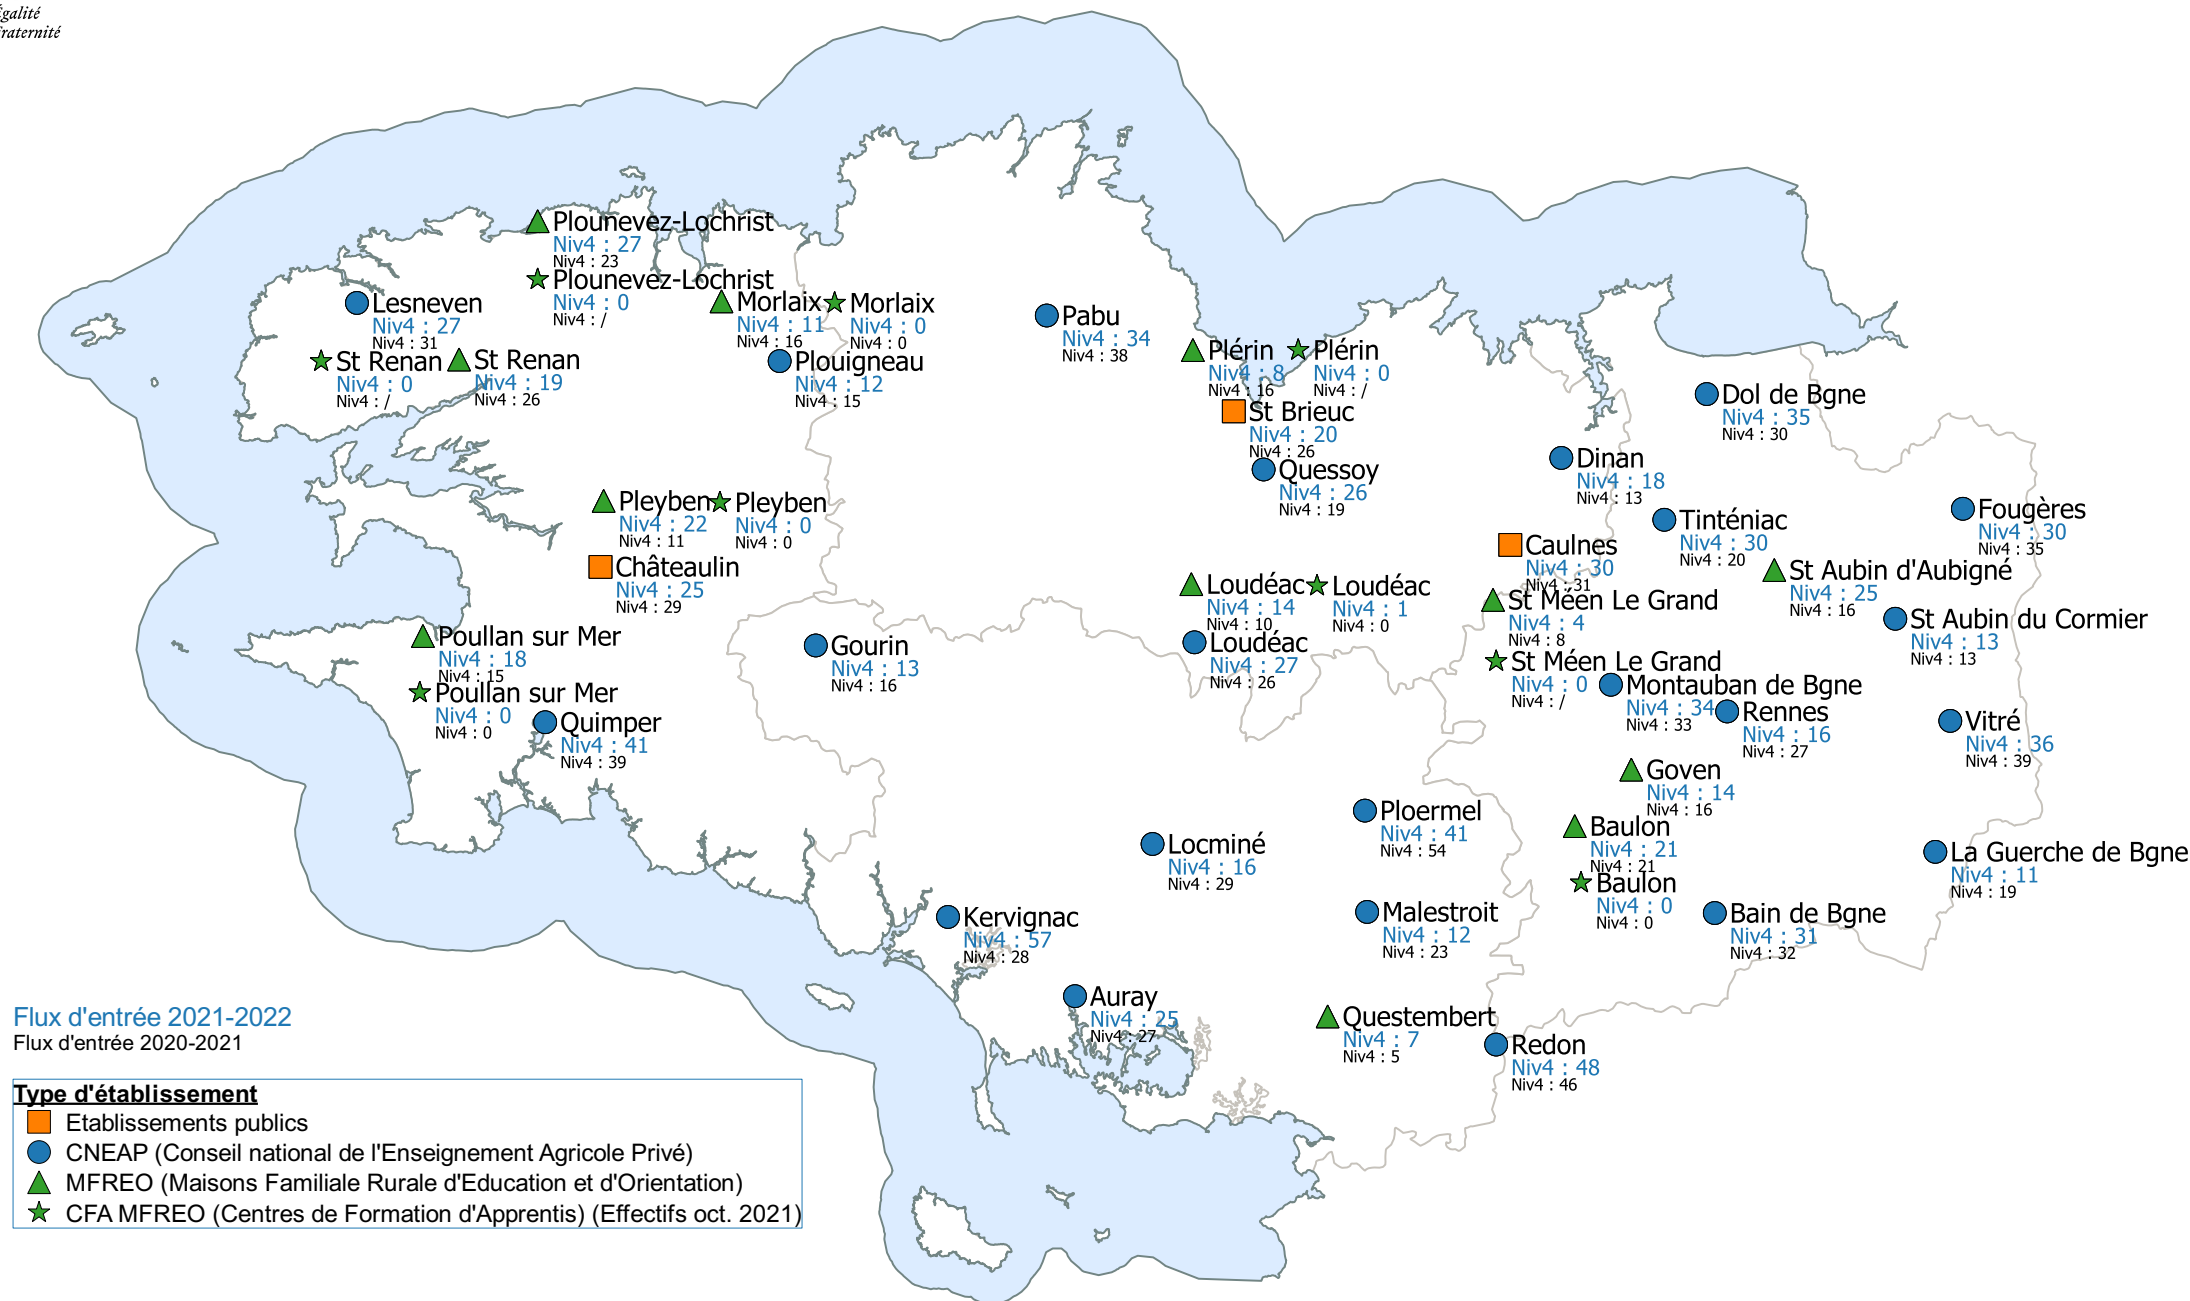 Égalité
Fraternité
Plounevez-Lochrist
Niv4 : 27
Niv4 : 23
Plounevez-Lochrist
Niv4 : 0
Niv4 : /
Lesneven
Niv4 : 27
Niv4 : 31
Morlaix
Niv4 : 11
Niv4 : 16
Morlaix
Niv4 : 0
Niv4 : 0
St Renan
Niv4 : 0
Niv4 : /
St Renan
Niv4 : 19
Niv4 : 26
Plouigneau
Niv4 : 12
Niv4 : 15
Pabu
Niv4 : 34
Niv4 : 38
Plérin
Niv4 : 8
Niv4 : 16
Plérin
Niv4 : 0
Niv4 : /
St Brieuc
Niv4 : 20
Niv4 : 26
Quessoy
Niv4 : 26
Niv4 : 19
Dol de Bgne
Niv4 : 35
Niv4 : 30
Dinan
Niv4 : 18
Niv4 : 13
Tinténiac
Niv4 : 30
Niv4 : 20
Fougères
Niv4 : 30
Niv4 : 35
Pleyben
Niv4 : 22
Niv4 : 11
Pleyben
Niv4 : 0
Niv4 : 0
Châteaulin
Niv4 : 25
Niv4 : 29
Caulnes
Niv4 : 30
Niv4 : 31
St Aubin d'Aubigné
Niv4 : 25
Niv4 : 16
Loudéac
Niv4 : 14
Niv4 : 10
Loudéac
Niv4 : 1
Niv4 : 0
Loudéac
Niv4 : 27
Niv4 : 26
St Méen Le Grand
Niv4 : 4
Niv4 : 8
St Méen Le Grand
Niv4 : 0
Niv4 : /
St Aubin du Cormier
Niv4 : 13
Niv4 : 13
Poullan sur Mer
Niv4 : 18
Niv4 : 15
Poullan sur Mer
Niv4 : 0
Niv4 : 0
Gourin
Niv4 : 13
Niv4 : 16
Quimper
Niv4 : 41
Niv4 : 39
Montauban de Bgne
Niv4 : 34
Niv4 : 33
Rennes
Niv4 : 16
Niv4 : 27
Vitré
Niv4 : 36
Niv4 : 39
Goven
Niv4 : 14
Niv4 : 16
Ploermel
Niv4 : 41
Niv4 : 54
Baulon
Niv4 : 21
Niv4 : 21
Baulon
Niv4 : 0
Niv4 : 0
Locminé
Niv4 : 16
Niv4 : 29
La Guerche de Bgne
Niv4 : 11
Niv4 : 19
Kervignac
Niv4 : 57
Niv4 : 28
Malestroit
Niv4 : 12
Niv4 : 23
Bain de Bgne
Niv4 : 31
Niv4 : 32
Auray
Niv4 : 25
Niv4 : 27
Questembert
Niv4 : 7
Niv4 : 5
Redon
Niv4 : 48
Niv4 : 46
Flux d'entrée 2021-2022
Flux d'entrée 2020-2021
Type d'établissement
Etablissements publics
CNEAP (Conseil national de l'Enseignement Agricole Privé)
MFREO (Maisons Familiale Rurale d'Education et d'Orientation)
CFA MFREO (Centres de Formation d'Apprentis) (Effectifs oct. 2021)